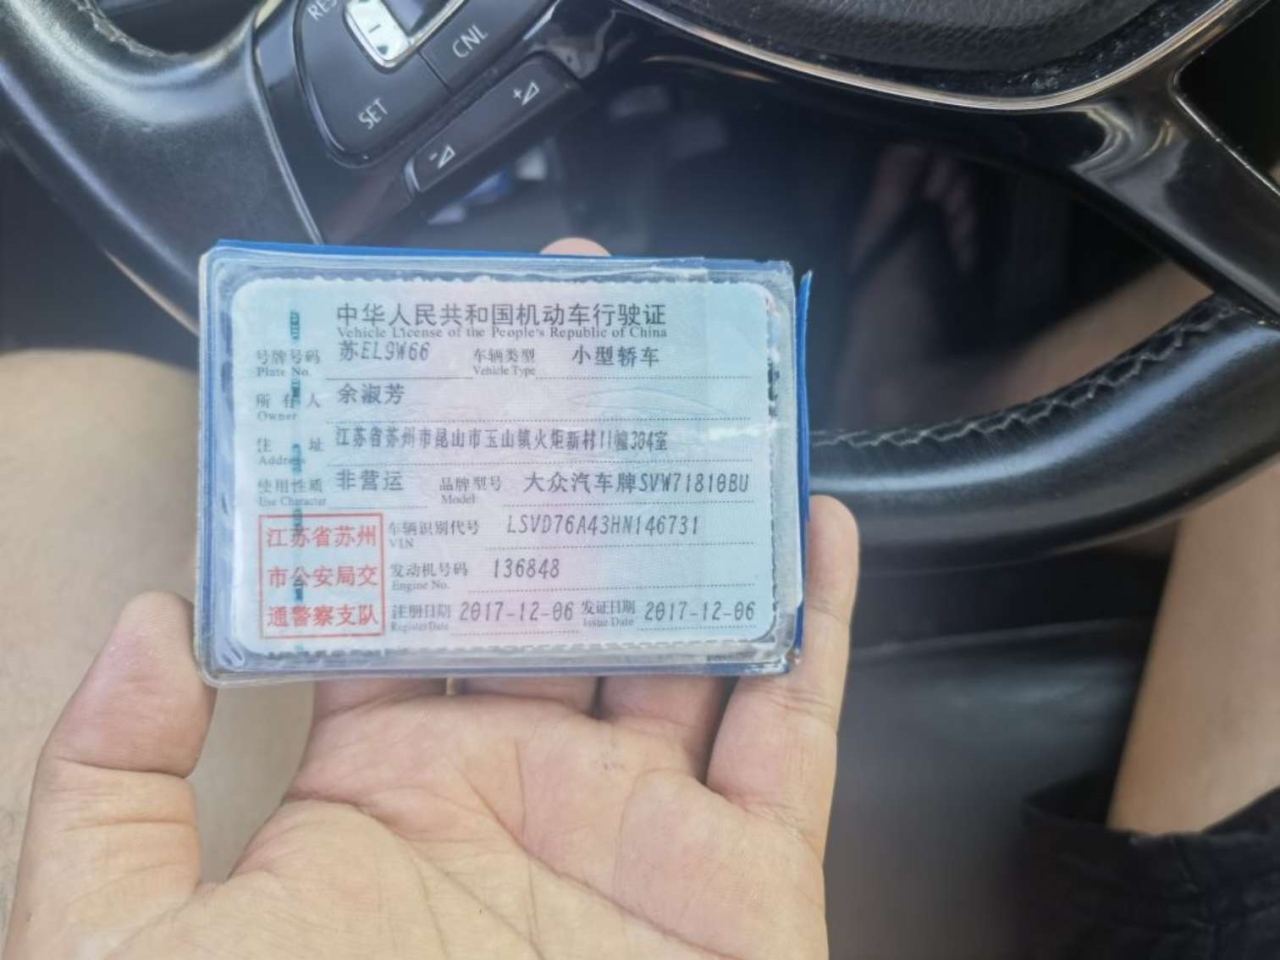 RES
CNL
SET
中华人民共和国机动车行驶证
Vehicle License of the People's Republic of China
号牌号码 苏EL9W66 车辆类型 小型轿车
Plate No. Vehicle Type
所有人 余淑芳
Owner
住址 江苏省苏州市昆山市玉山镇火炬新村11幢304室
Address
使用性质 非营运 品牌型号 大众汽车牌SVW71810BU
Use Character Model
江苏省苏州 车辆识别代号 LSVD76A43HN146731
VIN
市公安局交 发动机号码 136848
Engine No.
通警察支队 注册日期 2017-12-06 发证日期 2017-12-06
Register Date Issue Date